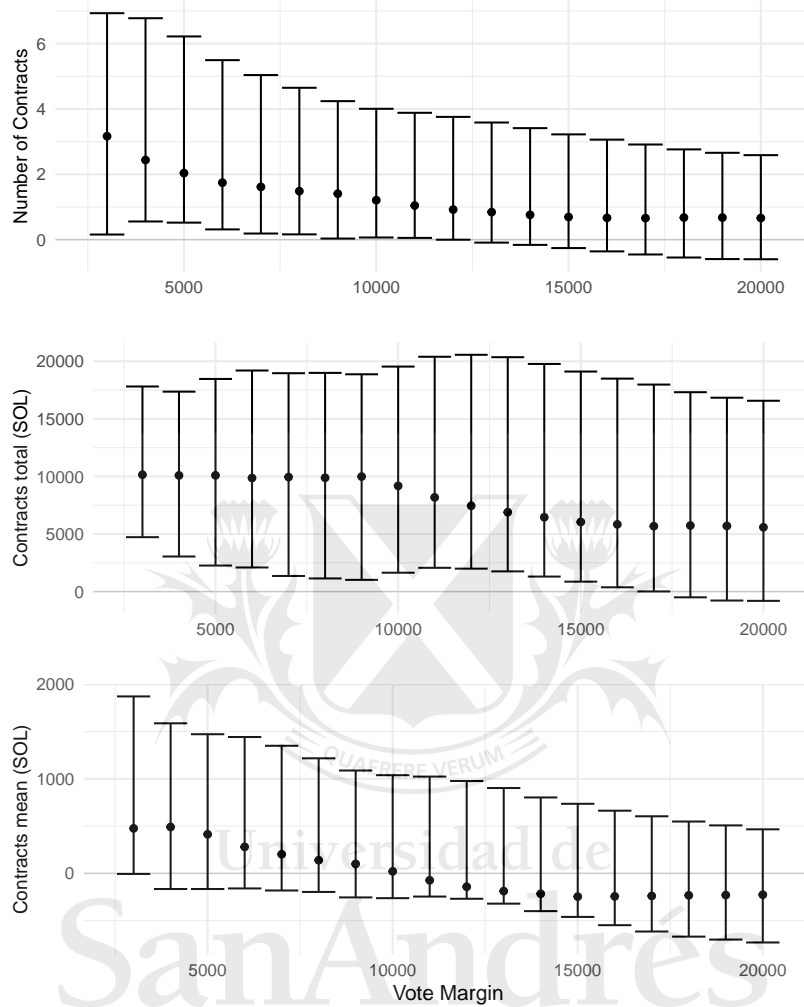 Number of Contracts
6
4
2
0
5000 10000 15000 20000
Contracts total (SOL)
20000
15000
10000
5000
0
5000 10000 15000 20000
Contracts mean (SOL)
2000
1000
0
QUAERERE VERUM
Universidad de
SanAndrés
5000 10000 15000 20000
Vote Margin